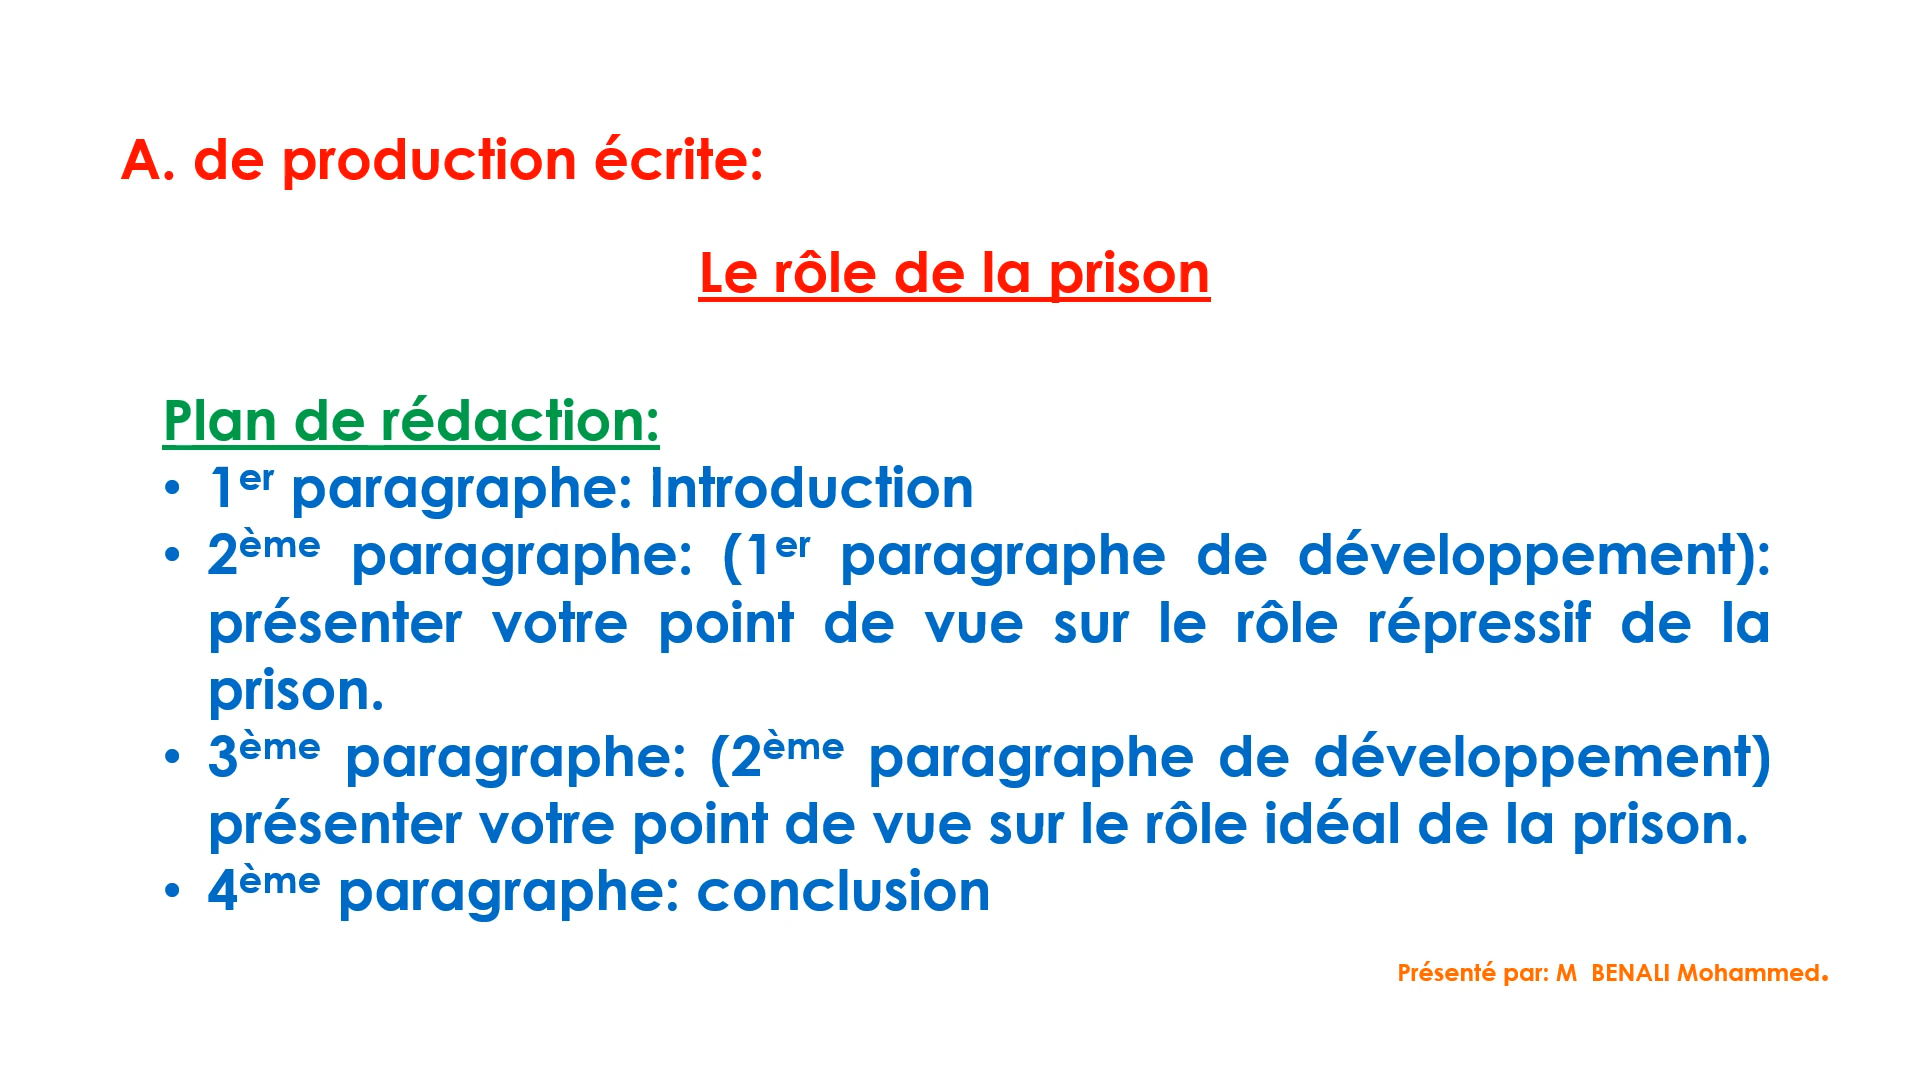 A. de production écrite:
Le rôle de la prison
Plan de rédaction:
• 1er paragraphe: Introduction
• 2ème paragraphe: (1er paragraphe de développement):
présenter votre point de vue sur le rôle répressif de la
prison.
• 3ème paragraphe: (2ème paragraphe de développement)
présenter votre point de vue sur le rôle idéal de la prison.
• 4ème paragraphe: conclusion
Présenté par: M BENALI Mohammed.